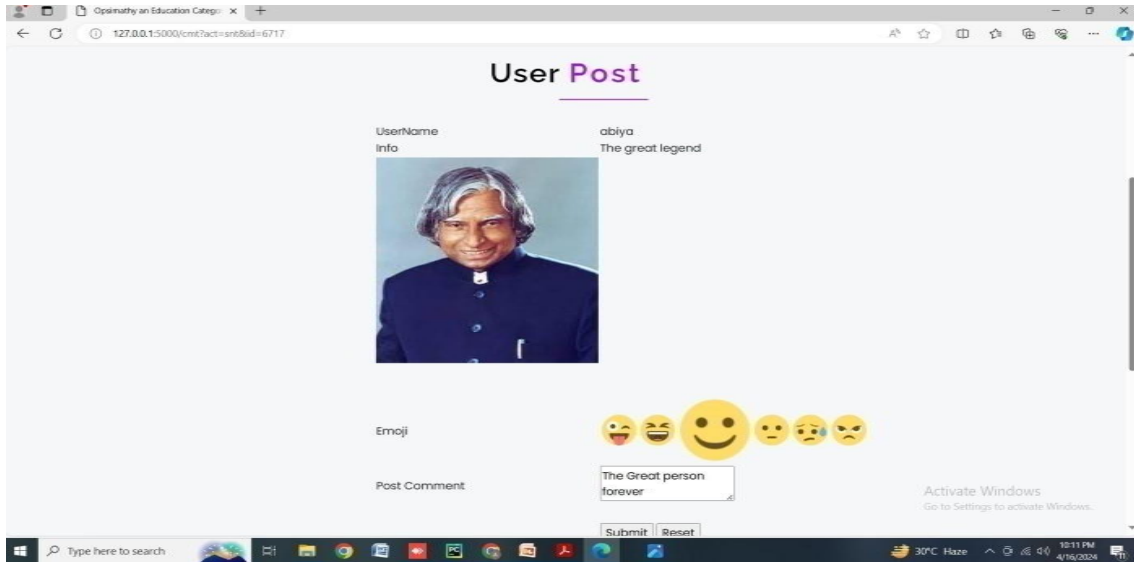 Opsimathy an Education Catego
127.0.0.1:5000/cmt?act=snt&id=6717
User Post
UserName abiya
Info The great legend
Emoji
Post Comment
The Great person
forever
Activate Windows
Go to Settings to activate Windows.
Submit Reset
Type here to search
30°C Haze
10:11 PM
4/16/2024